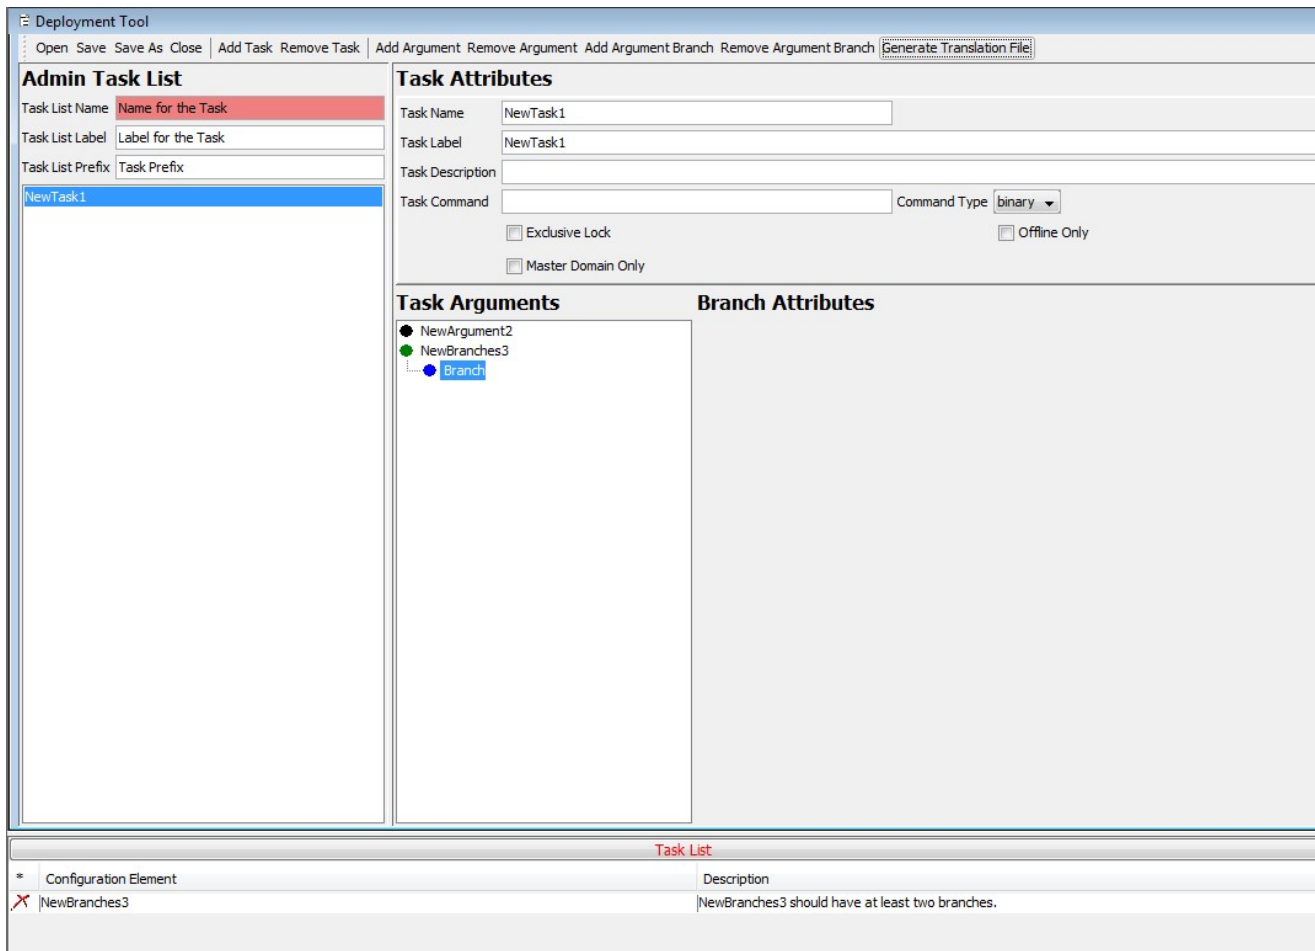 Deployment Tool
Open Save Save As Close Add Task Remove Task Add Argument Remove Argument Add Argument Branch Remove Argument Branch Generate Translation File
Admin Task List
Task List Name Name for the Task
Task List Label Label for the Task
Task List Prefix Task Prefix
NewTask1
Task Attributes
Task Name NewTask1
Task Label NewTask1
Task Description
Task Command Command Type binary
Exclusive Lock Offline Only
Master Domain Only
Task Arguments
NewArgument2
NewBranches3
Branch
Branch Attributes
Task List
* Configuration Element Description
NewBranches3 NewBranches3 should have at least two branches.